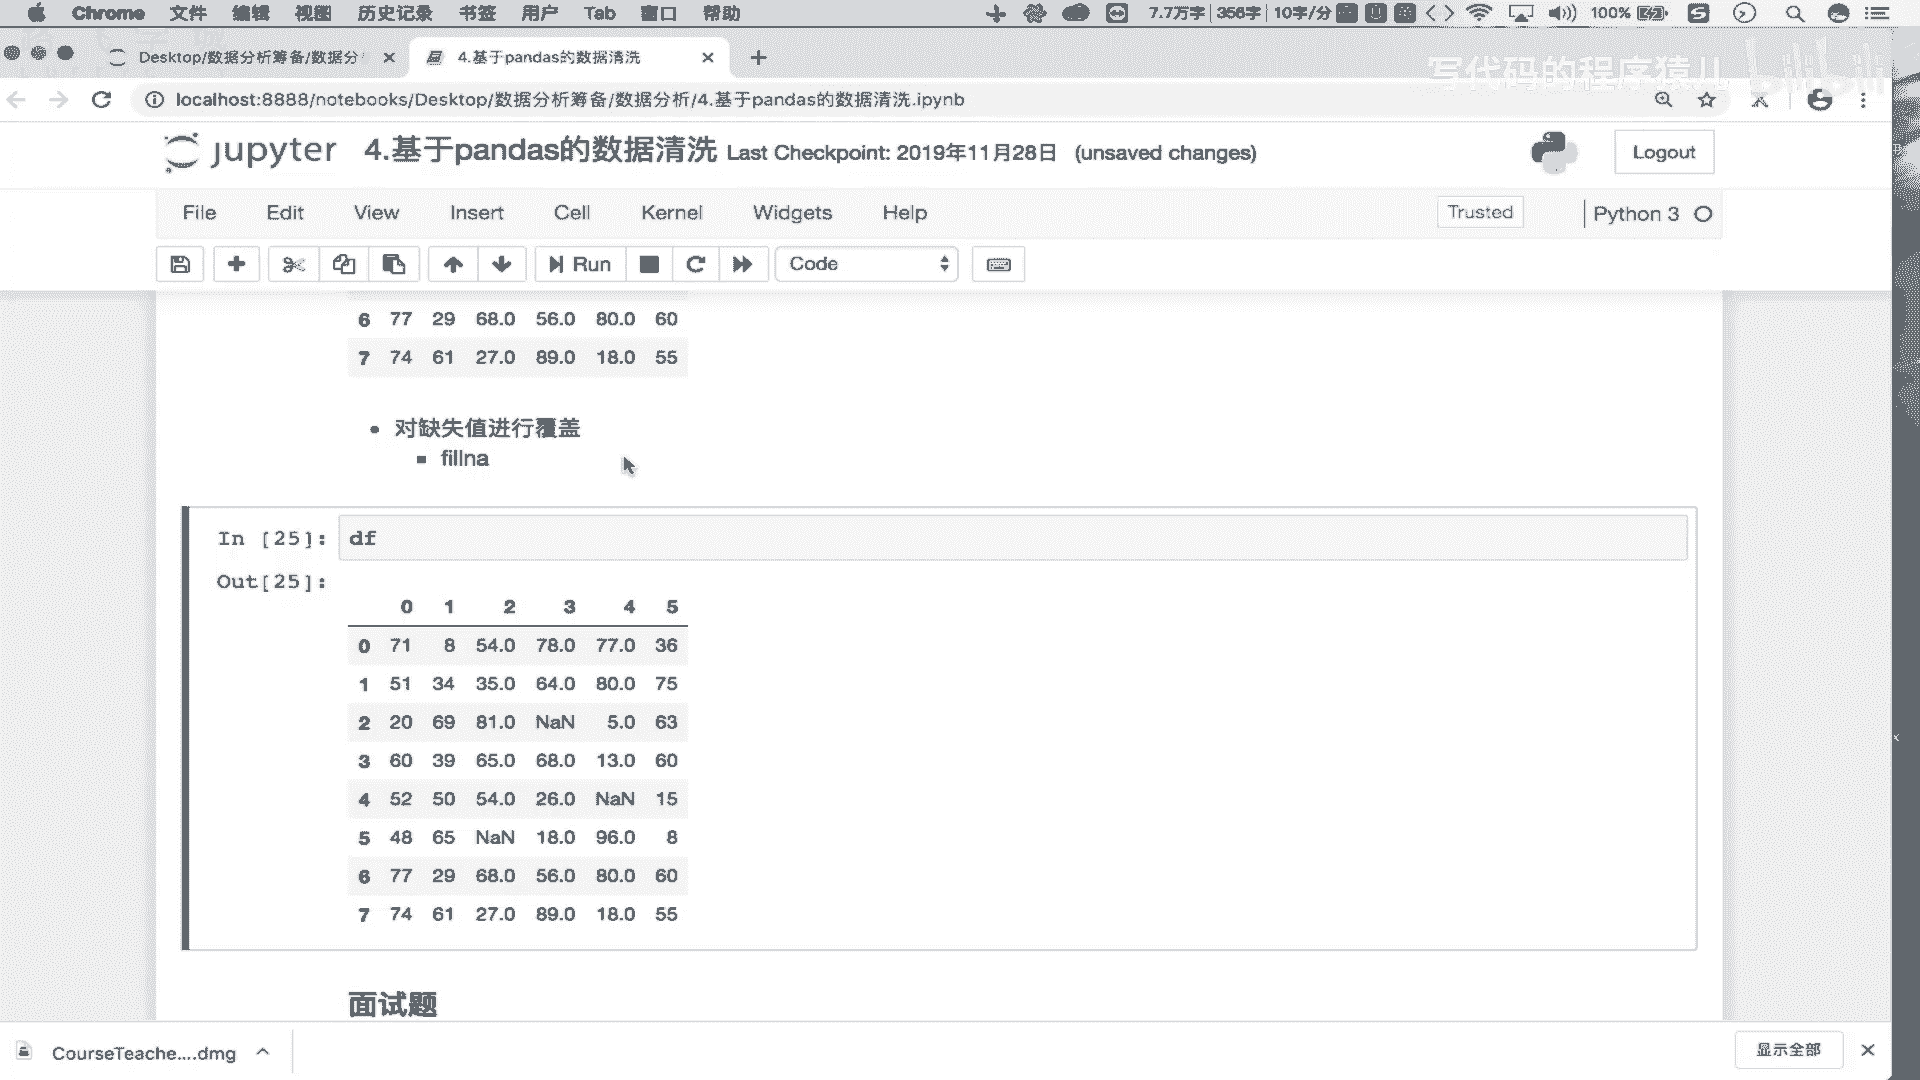 Chrome 文件 编辑 视图 历史记录 书签 用户 Tab 窗口 帮助 7.7万字 356字 10字/分 100%
Desktop/数据分析筹备/数据分 4.基于pandas的数据清洗
写代码的程序猿儿 bilibili
localhost:8888/notebooks/Desktop/数据分析筹备/数据分析/4.基于pandas的数据清洗.ipynb
jupyter 4.基于pandas的数据清洗 Last Checkpoint: 2019年11月28日 (unsaved changes) Logout
File Edit View Insert Cell Kernel Widgets Help Trusted Python 3
Run Code
6 77 29 68.0 56.0 80.0 60
7 74 61 27.0 89.0 18.0 55
对缺失值进行覆盖
fillna
In [25]: df
Out[25]:
0 1 2 3 4 5
0 71 8 54.0 78.0 77.0 36
1 51 34 35.0 64.0 80.0 75
2 20 69 81.0 NaN 5.0 63
3 60 39 65.0 68.0 13.0 60
4 52 50 54.0 26.0 NaN 15
5 48 65 NaN 18.0 96.0 8
6 77 29 68.0 56.0 80.0 60
7 74 61 27.0 89.0 18.0 55
面试题
CourseTeache....dmg 显示全部